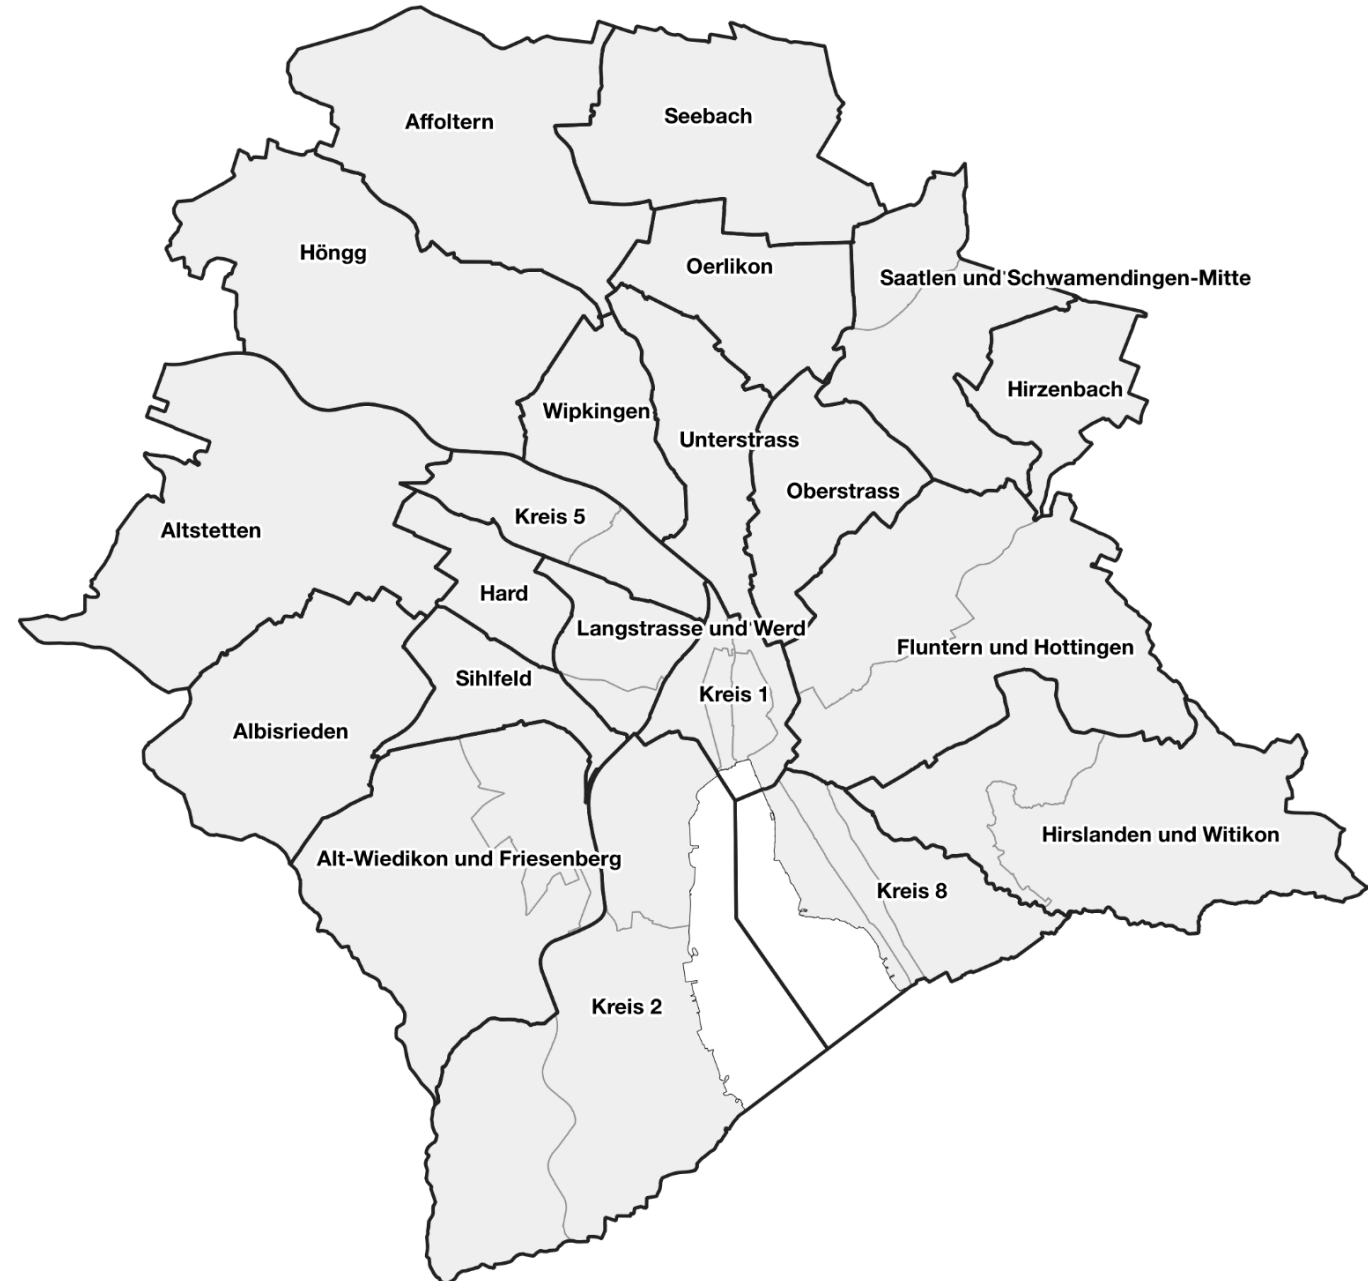 Seebach
Affoltern
Höngg
Oerlikon
Saatlen und Schwamendingen-Mitte
Hirzenbach
Wipkingen
Unterstrass
Oberstrass
Kreis 5
Altstetten
Hard
Langstrasse und Werd
Fluntern und Hottingen
Sihlfeld
Kreis 1
Albisrieden
Hirslanden und Witikon
Alt-Wiedikon und Friesenberg
Kreis 8
Kreis 2